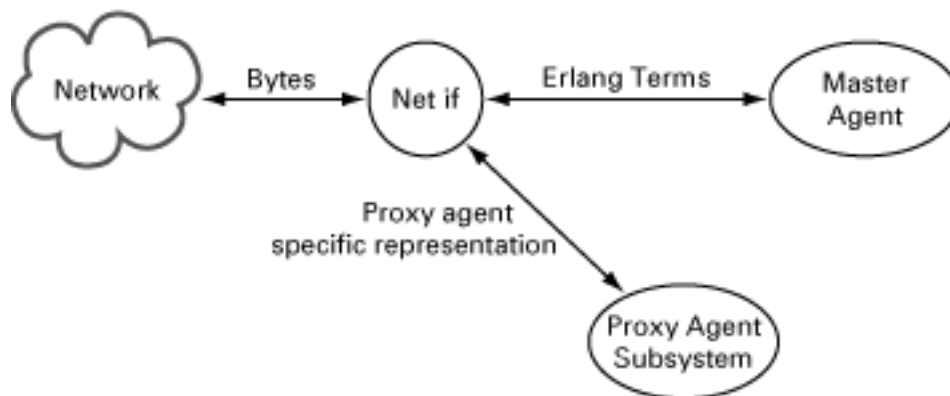 Network
Bytes
Net if
Erlang Terms
Master
Agent
Proxy agent
specific representation
Proxy Agent
Subsystem